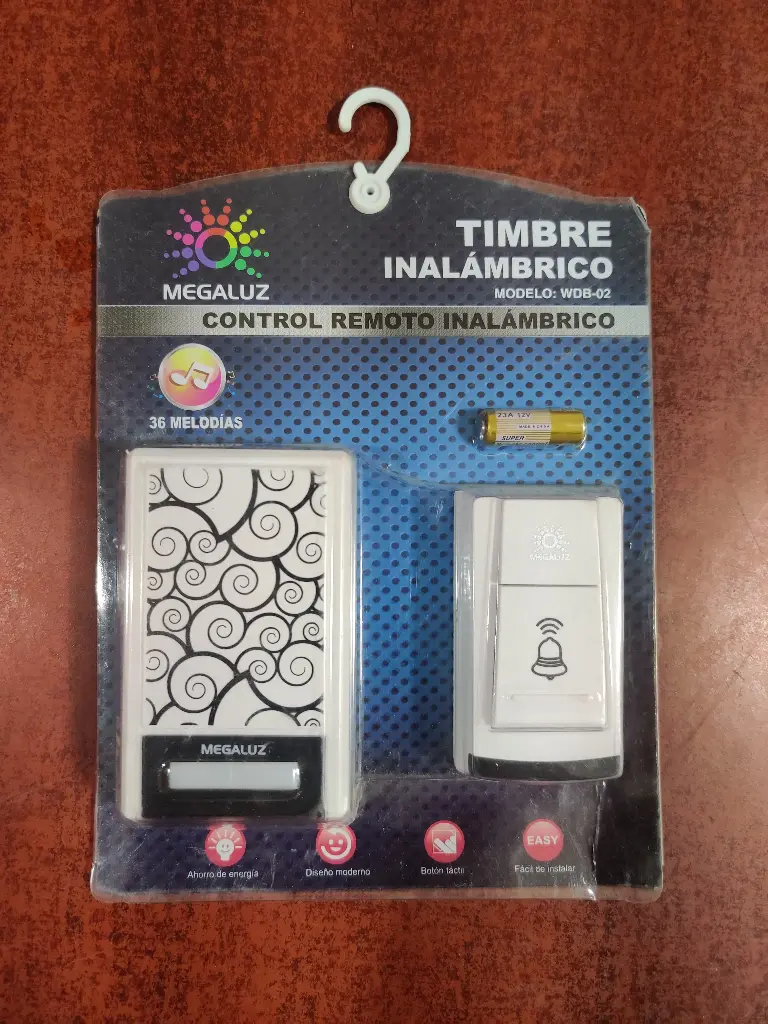 MEGALUZ
TIMBRE
INALÁMBRICO
MODELO: WDB-02
CONTROL REMOTO INALÁMBRICO
36 MELODÍAS
23A 12V
SUPER
MEGALUZ
MEGALUZ
EASY
Ahorro de energía
Diseño moderno
Botón táctil
Fácil de instalar